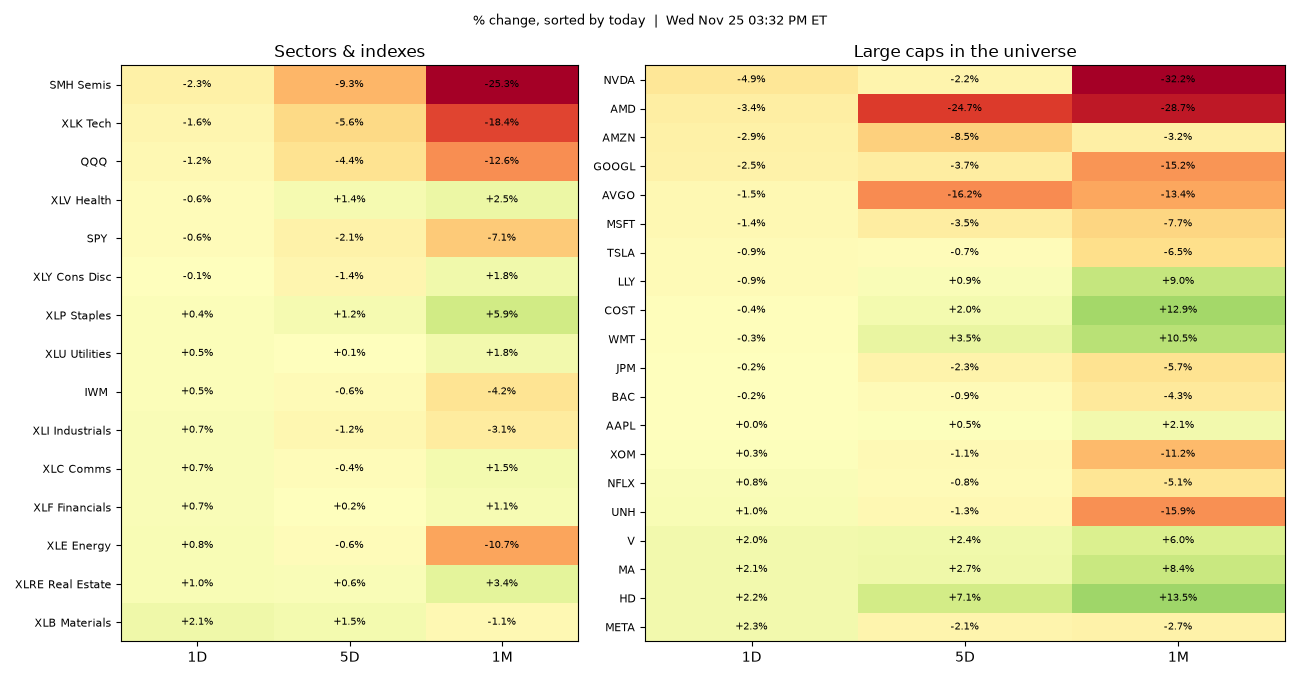 % change, sorted by today | Wed Nov 25 03:32 PM ET
Sectors & indexes
SMH Semis -2.3% -9.3% -25.3%
XLK Tech -1.6% -5.6% -18.4%
QQQ -1.2% -4.4% -12.6%
XLV Health -0.6% +1.4% +2.5%
SPY -0.6% -2.1% -7.1%
XLY Cons Disc -0.1% -1.4% +1.8%
XLP Staples +0.4% +1.2% +5.9%
XLU Utilities +0.5% +0.1% +1.8%
IWM +0.5% -0.6% -4.2%
XLI Industrials +0.7% -1.2% -3.1%
XLC Comms +0.7% -0.4% +1.5%
XLF Financials +0.7% +0.2% +1.1%
XLE Energy +0.8% -0.6% -10.7%
XLRE Real Estate +1.0% +0.6% +3.4%
XLB Materials +2.1% +1.5% -1.1%
1D 5D 1M
Large caps in the universe
NVDA -4.9% -2.2% -32.2%
AMD -3.4% -24.7% -28.7%
AMZN -2.9% -8.5% -3.2%
GOOGL -2.5% -3.7% -15.2%
AVGO -1.5% -16.2% -13.4%
MSFT -1.4% -3.5% -7.7%
TSLA -0.9% -0.7% -6.5%
LLY -0.9% +0.9% +9.0%
COST -0.4% +2.0% +12.9%
WMT -0.3% +3.5% +10.5%
JPM -0.2% -2.3% -5.7%
BAC -0.2% -0.9% -4.3%
AAPL +0.0% +0.5% +2.1%
XOM +0.3% -1.1% -11.2%
NFLX +0.8% -0.8% -5.1%
UNH +1.0% -1.3% -15.9%
V +2.0% +2.4% +6.0%
MA +2.1% +2.7% +8.4%
HD +2.2% +7.1% +13.5%
META +2.3% -2.1% -2.7%
1D 5D 1M